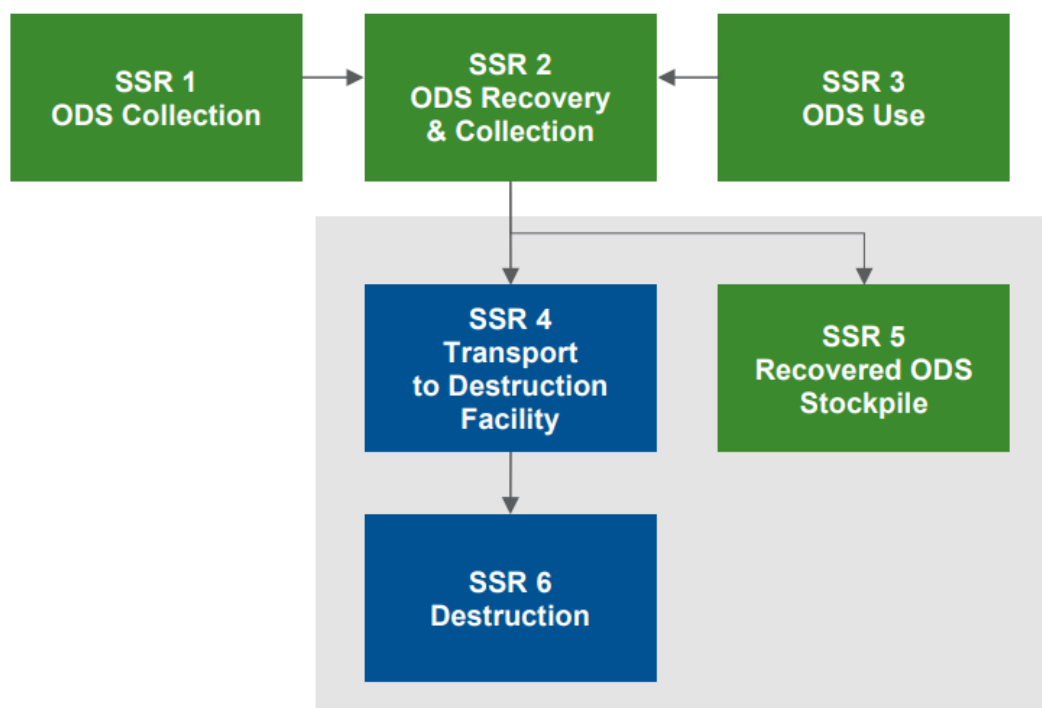 SSR 1
ODS Collection
SSR 2
ODS Recovery
& Collection
SSR 3
ODS Use
SSR 4
Transport
to Destruction
Facility
SSR 5
Recovered ODS
Stockpile
SSR 6
Destruction